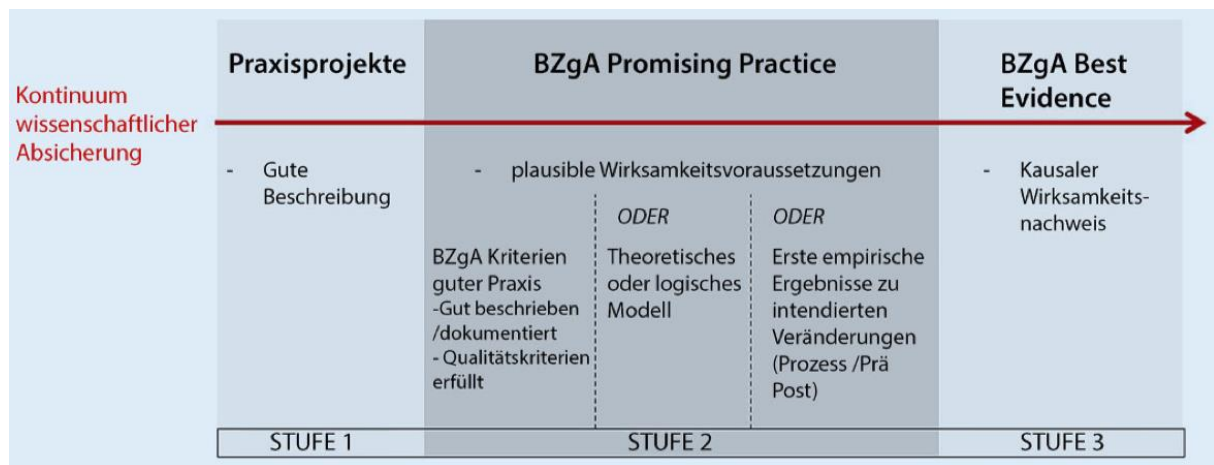 Praxisprojekte
BZgA Promising Practice
BZgA Best
Evidence
Kontinuum
wissenschaftlicher
Absicherung
- Gute
Beschreibung
- plausible Wirksamkeitsvoraussetzungen
BZgA Kriterien
guter Praxis
-Gut beschrieben
/dokumentiert
- Qualitätskriterien
erfüllt
ODER
Theoretisches
oder logisches
Modell
ODER
Erste empirische
Ergebnisse zu
intendierten
Veränderungen
(Prozess /Prä
Post)
- Kausaler
Wirksamkeits-
nachweis
STUFE 1
STUFE 2
STUFE 3